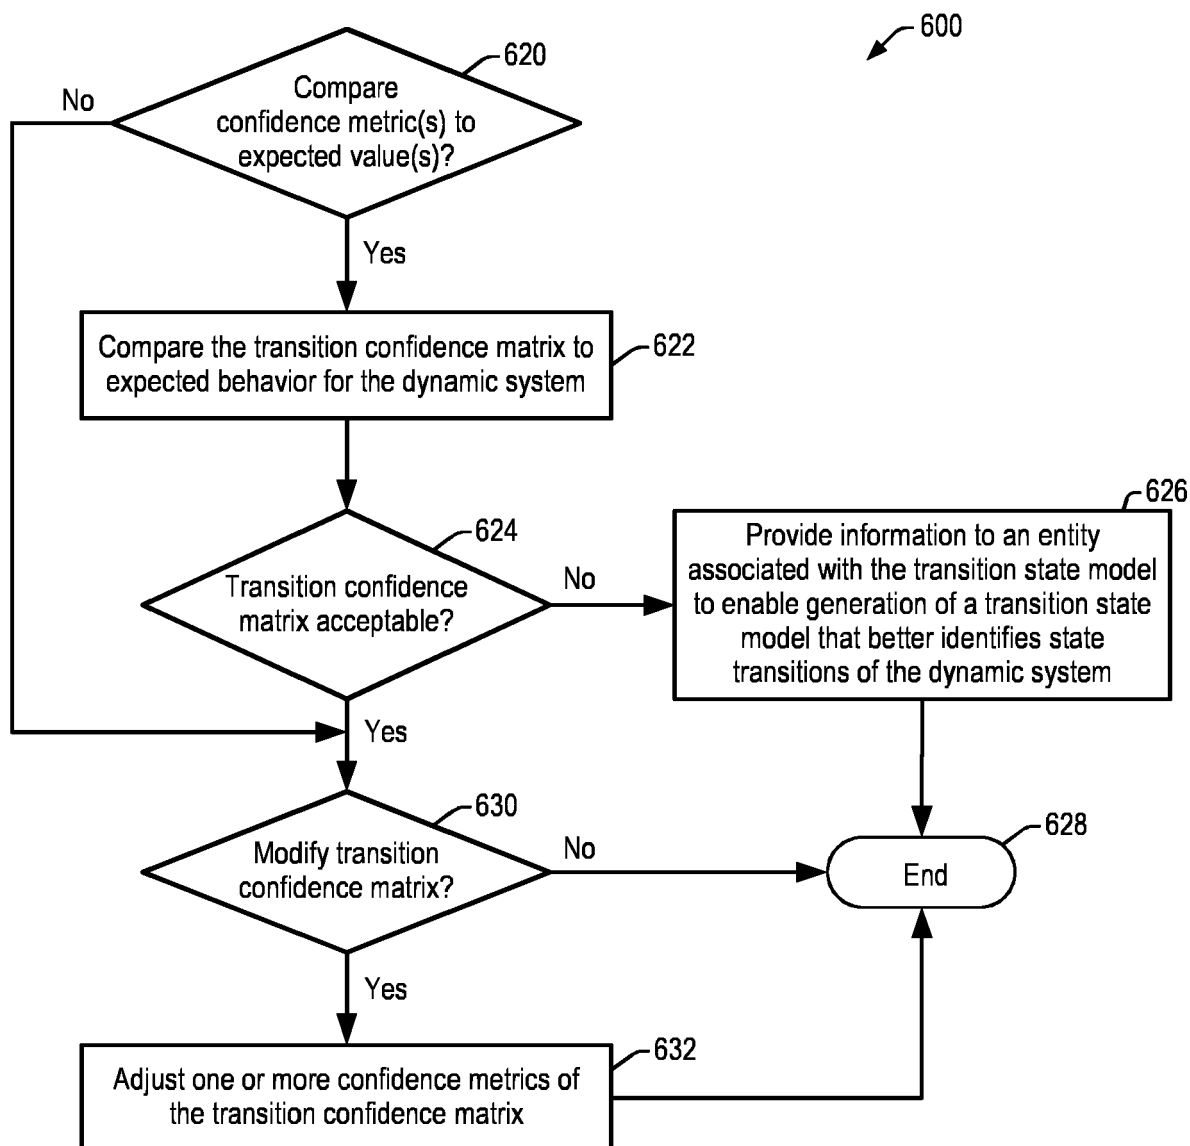 600
620
Compare
confidence metric(s) to
expected value(s)?
No
Yes
Compare the transition confidence matrix to
expected behavior for the dynamic system
622
624
Transition confidence
matrix acceptable?
No
626
Provide information to an entity
associated with the transition state model
to enable generation of a transition state
model that better identifies state
transitions of the dynamic system
Yes
630
Modify transition
confidence matrix?
No
628
End
Yes
632
Adjust one or more confidence metrics of
the transition confidence matrix